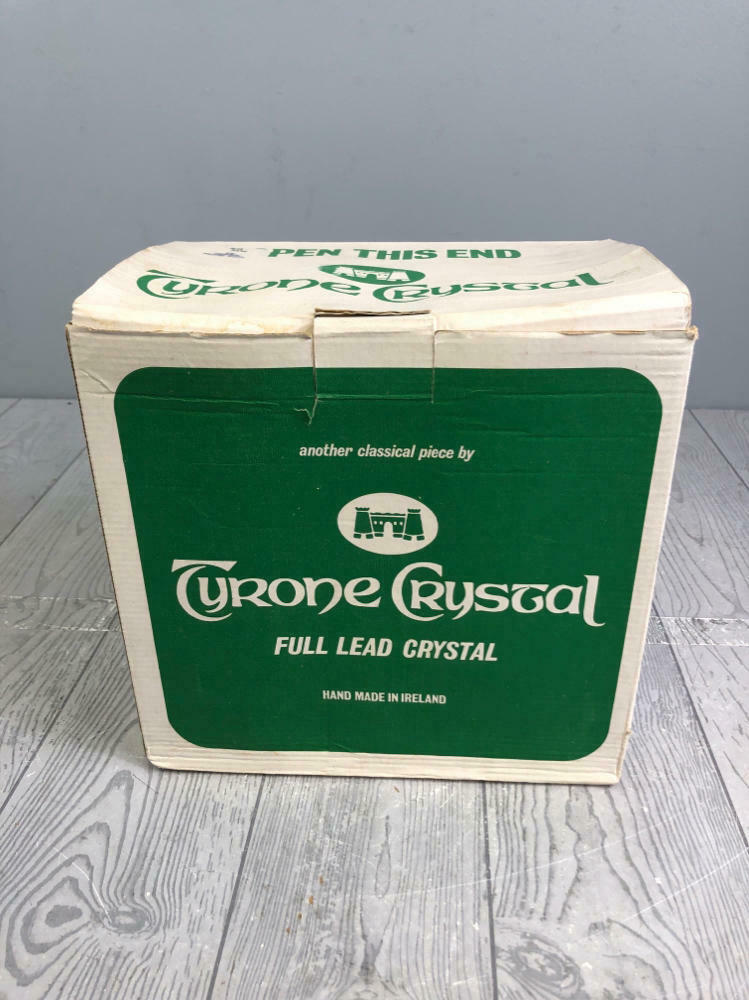 PEN THIS END
Tyrone Crystal
another classical piece by
Tyrone Crystal
FULL LEAD CRYSTAL
HAND MADE IN IRELAND